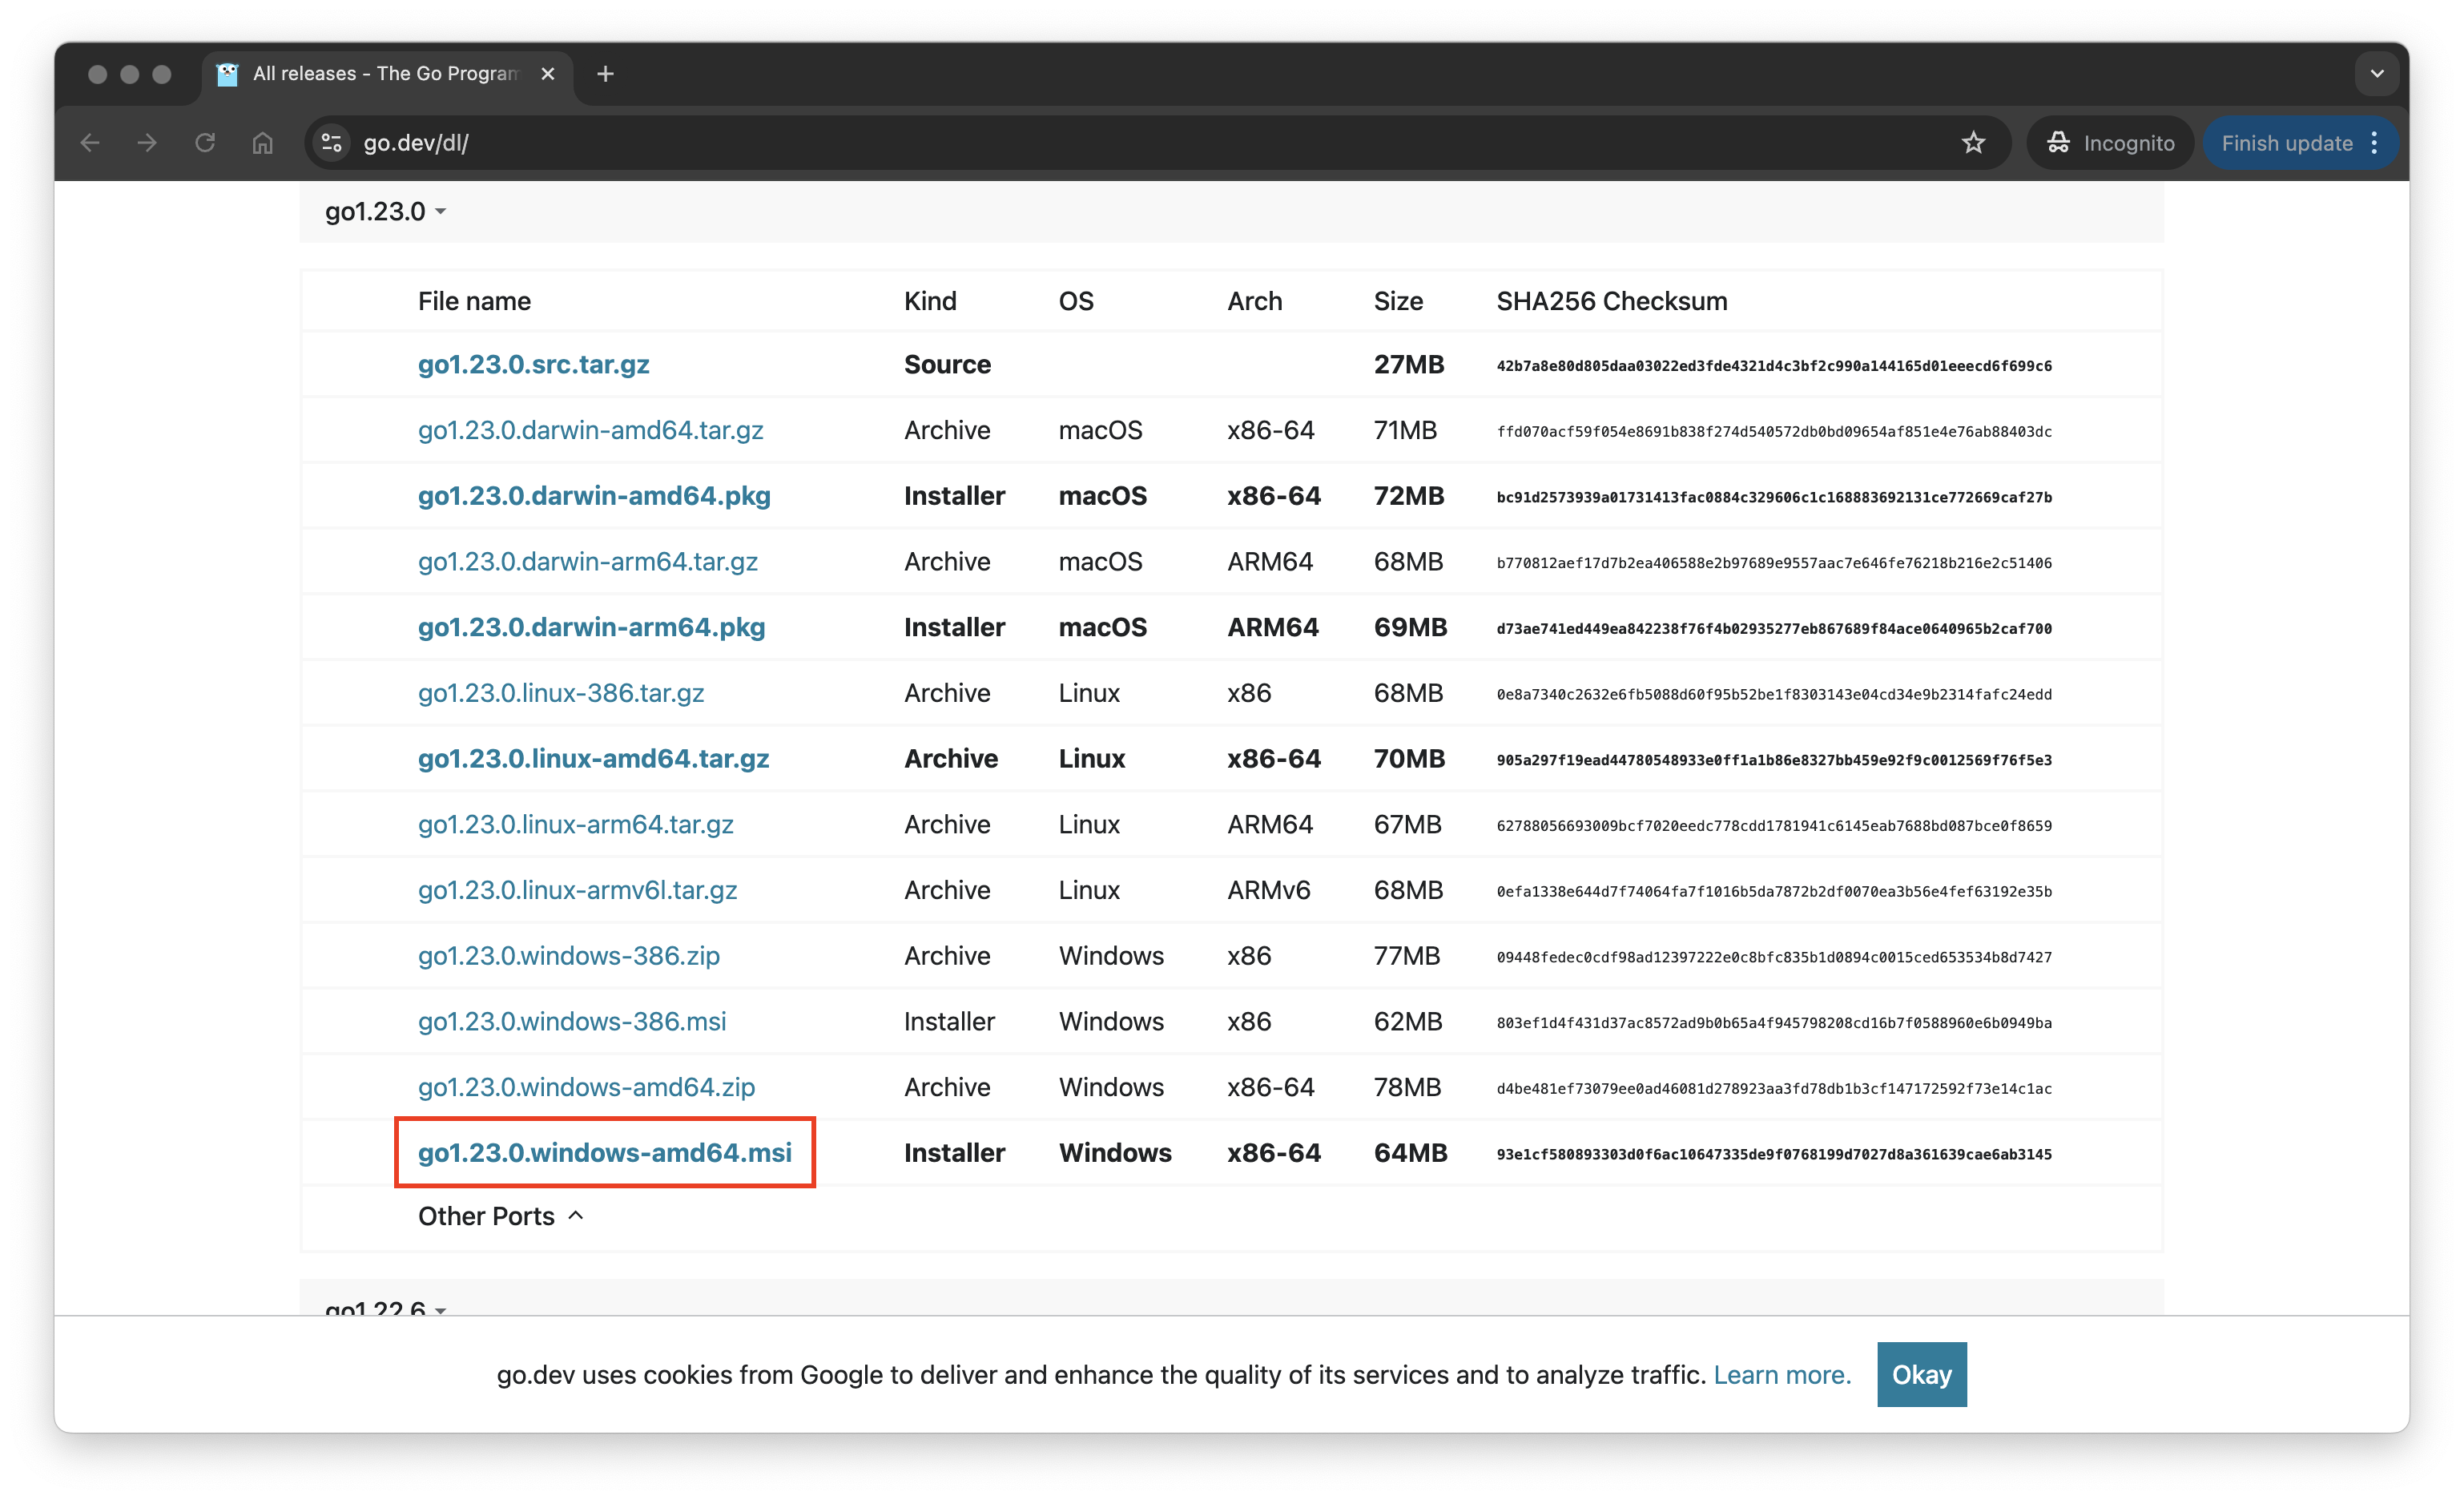 All releases - The Go Program
go.dev/dl/
Incognito
Finish update
go1.23.0
File name Kind OS Arch Size SHA256 Checksum
go1.23.0.src.tar.gz Source 27MB 42b7a8e80d805daa03022ed3fde4321d4c3bf2c990a144165d01eeecd6f699c6
go1.23.0.darwin-amd64.tar.gz Archive macOS x86-64 71MB ffd070acf59f054e8691b838f274d540572db0bd09654af851e4e76ab88403dc
go1.23.0.darwin-amd64.pkg Installer macOS x86-64 72MB bc91d2573939a01731413fac0884c329606c1c168883692131ce772669caf27b
go1.23.0.darwin-arm64.tar.gz Archive macOS ARM64 68MB b770812aef17d7b2ea406588e2b97689e9557aac7e646fe76218b216e2c51406
go1.23.0.darwin-arm64.pkg Installer macOS ARM64 69MB d73ae741ed449ea842238f76f4b02935277eb867689f84ace0640965b2caf700
go1.23.0.linux-386.tar.gz Archive Linux x86 68MB 0e8a7340c2632e6fb5088d60f95b52be1f8303143e04cd34e9b2314fafc24edd
go1.23.0.linux-amd64.tar.gz Archive Linux x86-64 70MB 905a297f19ead44780548933e0ff1a1b86e8327bb459e92f9c0012569f76f5e3
go1.23.0.linux-arm64.tar.gz Archive Linux ARM64 67MB 62788056693009bcf7020eedc778cdd1781941c6145eab7688bd087bce0f8659
go1.23.0.linux-armv6l.tar.gz Archive Linux ARMv6 68MB 0efa1338e644d7f74064fa7f1016b5da7872b2df0070ea3b56e4fef63192e35b
go1.23.0.windows-386.zip Archive Windows x86 77MB 09448fedec0cdf98ad12397222e0c8bfc835b1d0894c0015ced653534b8d7427
go1.23.0.windows-386.msi Installer Windows x86 62MB 803ef1d4f431d37ac8572ad9b0b65a4f945798208cd16b7f0588960e6b0949ba
go1.23.0.windows-amd64.zip Archive Windows x86-64 78MB d4be481ef73079ee0ad46081d278923aa3fd78db1b3cf147172592f73e14c1ac
go1.23.0.windows-amd64.msi Installer Windows x86-64 64MB 93e1cf580893303d0f6ac10647335de9f0768199d7027d8a361639cae6ab3145
Other Ports
go1.22.6
go.dev uses cookies from Google to deliver and enhance the quality of its services and to analyze traffic. Learn more. Okay